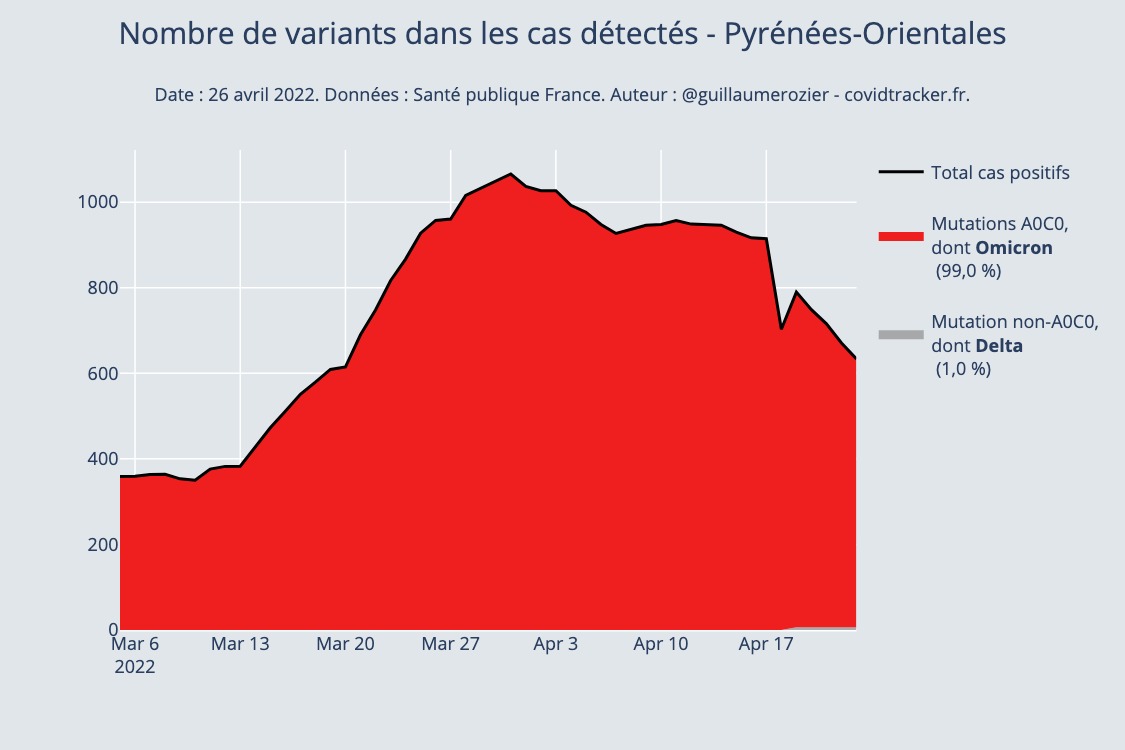 Nombre de variants dans les cas détectés - Pyrénées-Orientales
Date : 26 avril 2022. Données : Santé publique France. Auteur : @guillaumerozier - covidtracker.fr.
Total cas positifs
Mutations A0C0,
dont Omicron
(99,0 %)
Mutation non-A0C0,
dont Delta
(1,0 %)
1000
800
600
400
200
0
Mar 6
2022
Mar 13
Mar 20
Mar 27
Apr 3
Apr 10
Apr 17